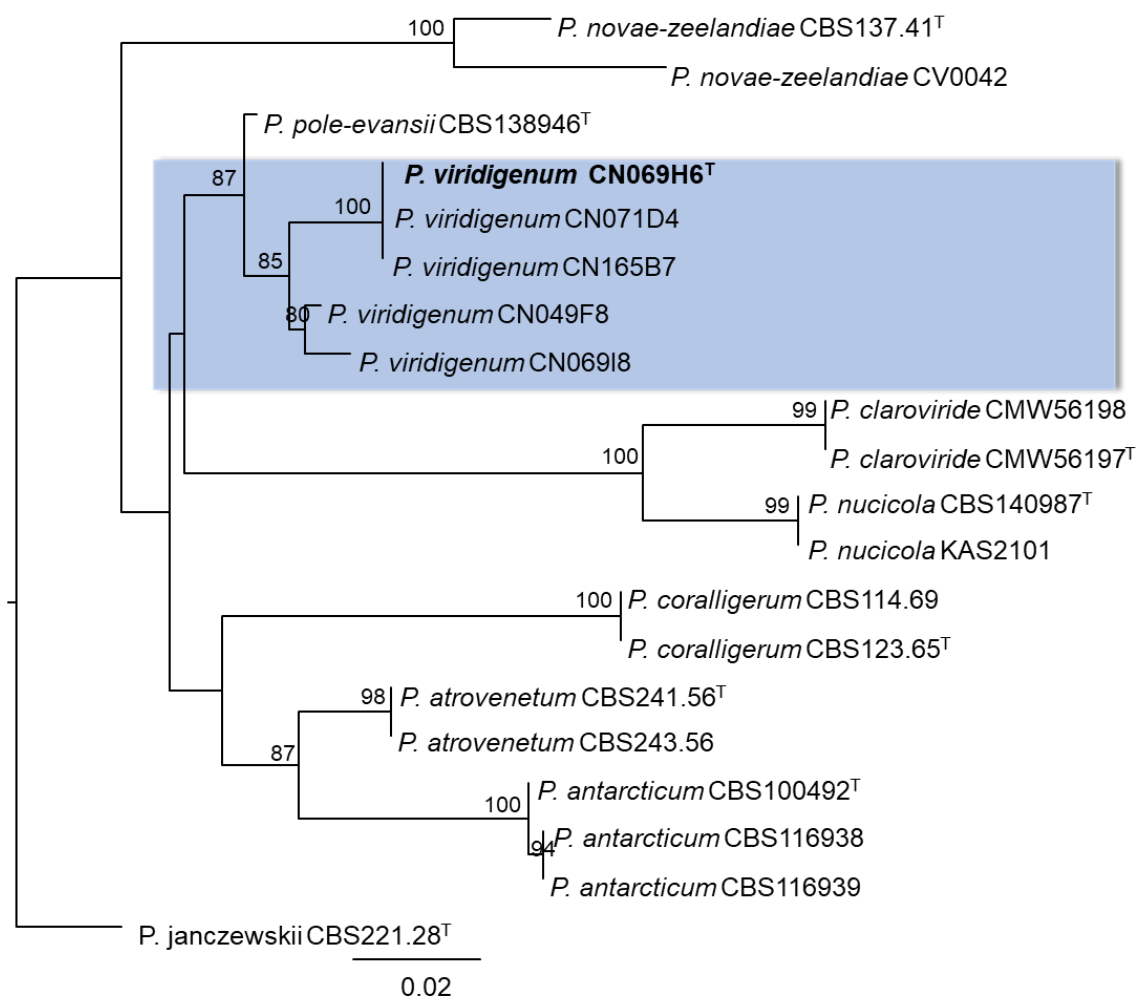 100
P. novae-zeelandiae CBS137.41ᵀ
P. novae-zeelandiae CV0042
P. pole-evansii CBS138946ᵀ
87
P. viridigenum CN069H6ᵀ
100
P. viridigenum CN071D4
85
P. viridigenum CN165B7
80
P. viridigenum CN049F8
P. viridigenum CN069I8
99
P. claroviride CMW56198
100
P. claroviride CMW56197ᵀ
99
P. nucicola CBS140987ᵀ
P. nucicola KAS2101
100
P. coralligerum CBS114.69
P. coralligerum CBS123.65ᵀ
98
P. atrovenetum CBS241.56ᵀ
87
P. atrovenetum CBS243.56
100
P. antarcticum CBS100492ᵀ
94
P. antarcticum CBS116938
P. antarcticum CBS116939
P. janczewskii CBS221.28ᵀ
0.02